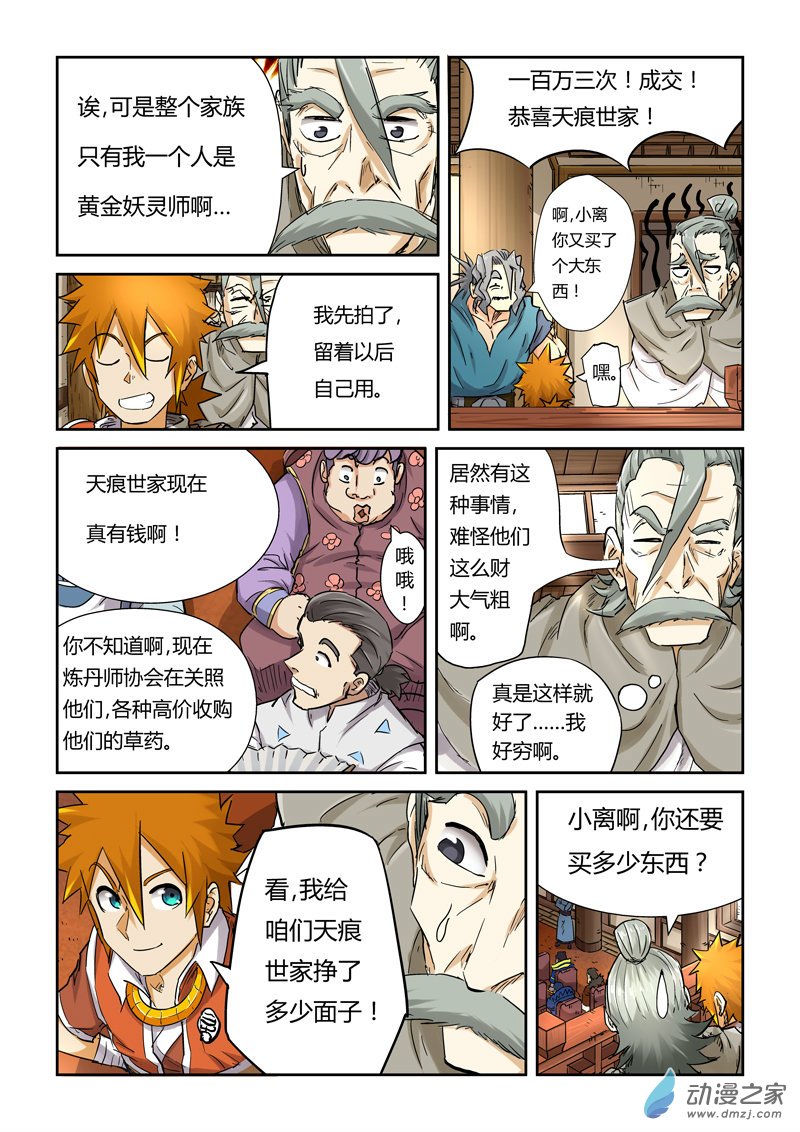 诶，可是整个家族
只有我一个人是
黄金妖灵师啊...
一百万三次！成交！
恭喜天痕世家！
啊，小离
你又买了
个大东
西！
嘿。
我先拍了，
留着以后
自己用。
天痕世家现在
真有钱啊！
哦
哦
！
你不知道啊，现在
炼丹师协会在关照
他们，各种高价收购
他们的草药。
居然有这
种事情，
难怪他们
这么财
大气粗
啊。
真是这样就
好了……我
好穷啊。
看，我给
咱们天痕
世家挣了
多少面子！
小离啊，你还要
买多少东西？
动漫之家
www.dmzj.com